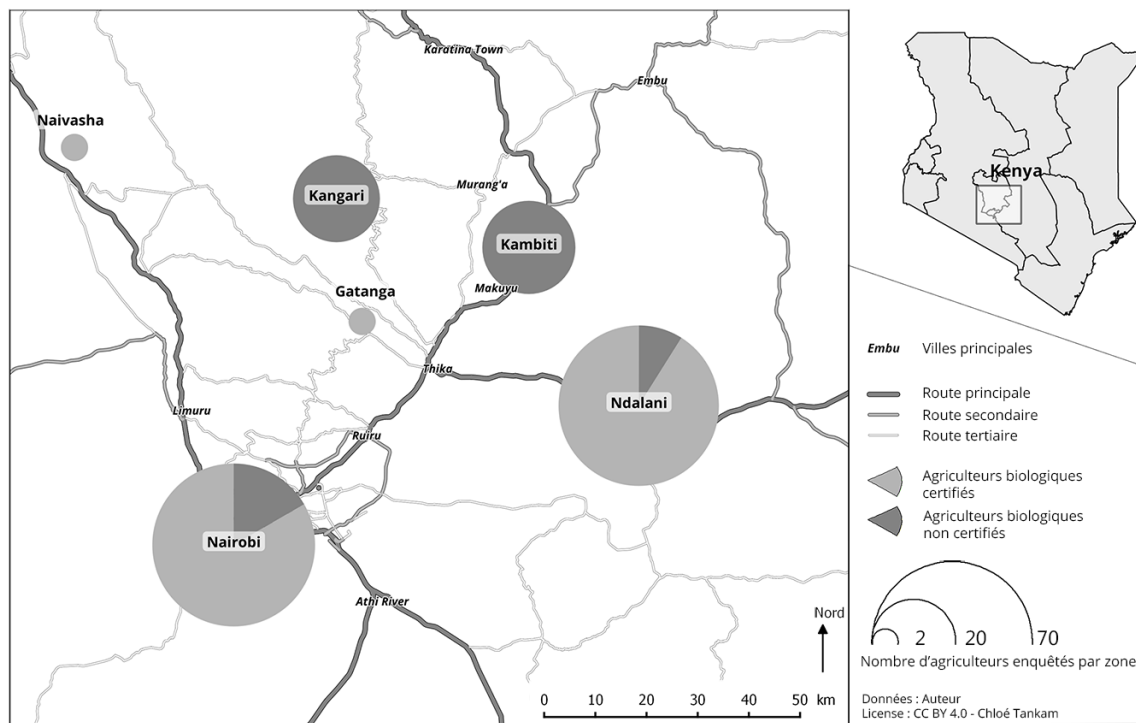 Karatina Town
Embu
Naivasha
Kangari
Murang'a
Kambiti
Makuyu
Gatanga
Thika
Ndalani
Limuru
Ruiru
Nairobi
Athi River
Nord
0 10 20 30 40 50 km
Kenya
Embu Villes principales
Route principale
Route secondaire
Route tertiaire
Agriculteurs biologiques
certifiés
Agriculteurs biologiques
non certifiés
2 20 70
Nombre d’agriculteurs enquêtés par zone
Données : Auteur
License : CC BY 4.0 - Chloé Tankam